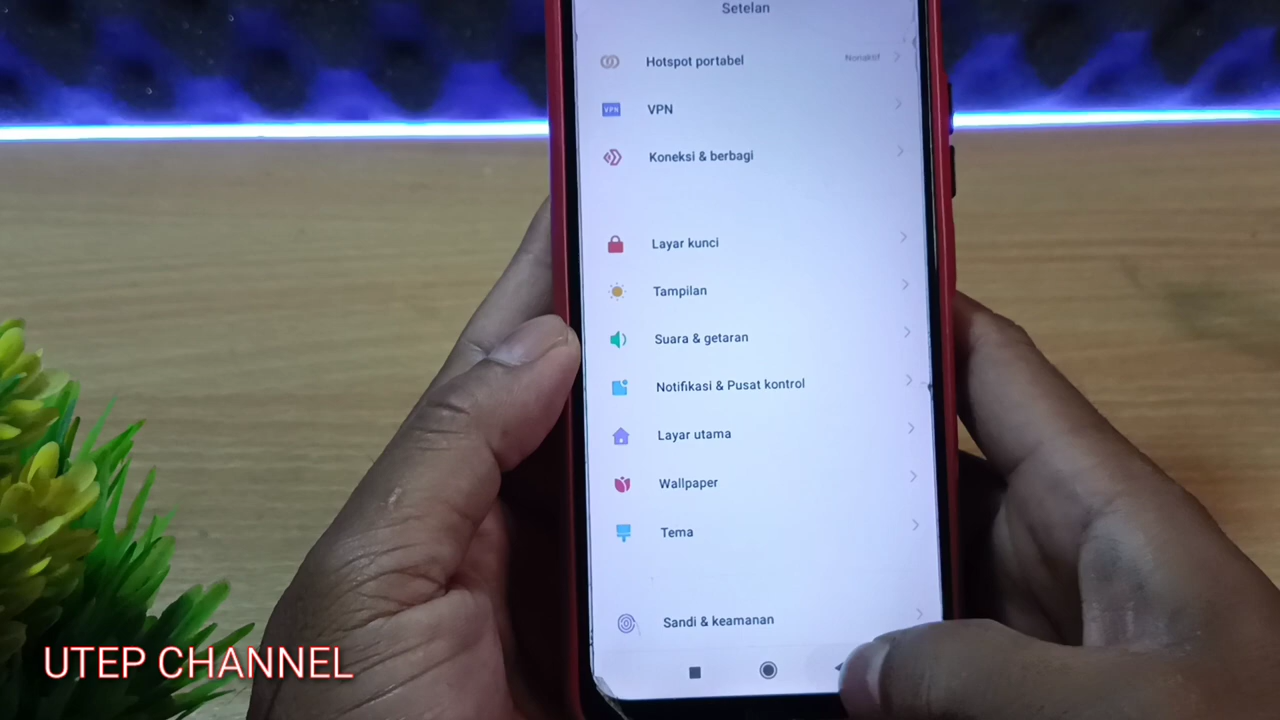 Setelan
Hotspot portabel
Nonaktif
VPN
VPN
Koneksi & berbagi
Layar kunci
Tampilan
Suara & getaran
Notifikasi & Pusat kontrol
Layar utama
Wallpaper
Tema
Sandi & keamanan
UTEP CHANNEL